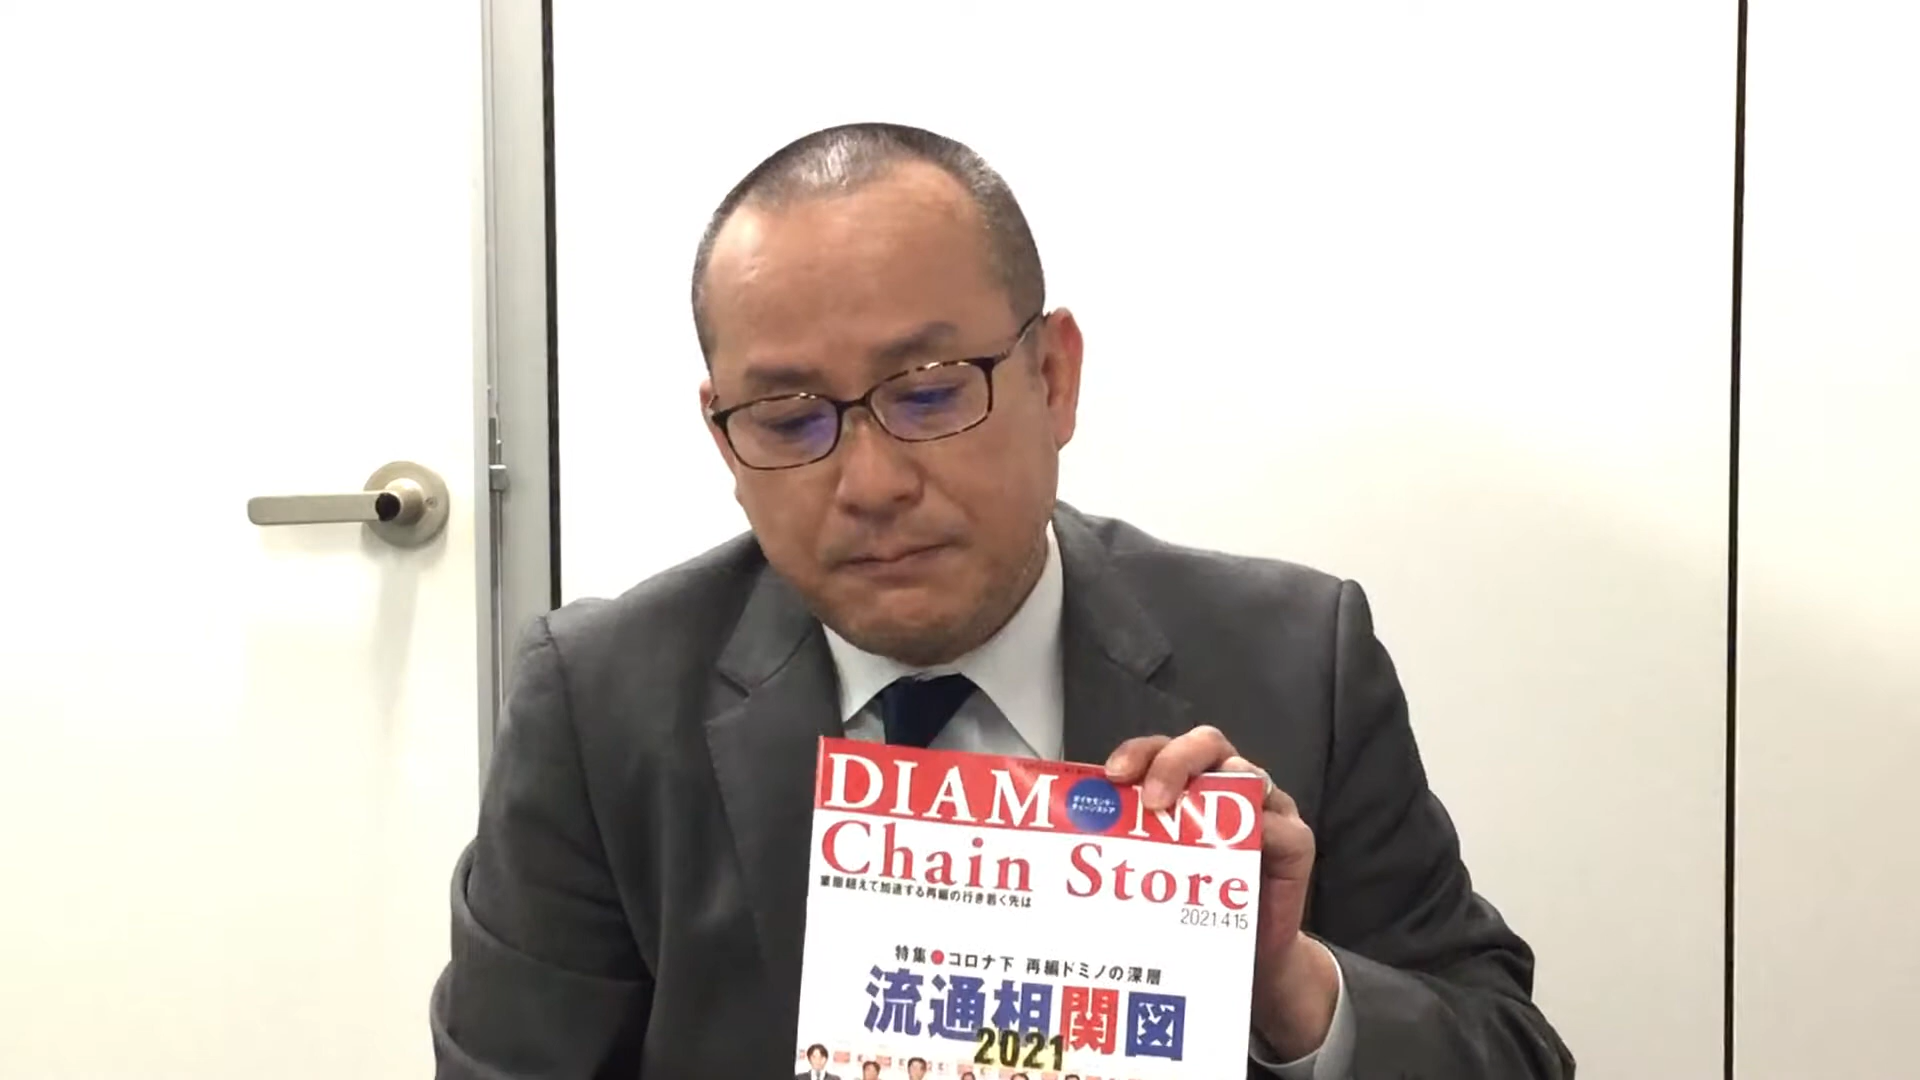 DIAMOND
ダイヤモンド・
チェーンストア
Chain Store
業態超えて加速する再編の行き着く先は
2021.4.15
特集●コロナ下 再編ドミノの深層
流通相関図
2021